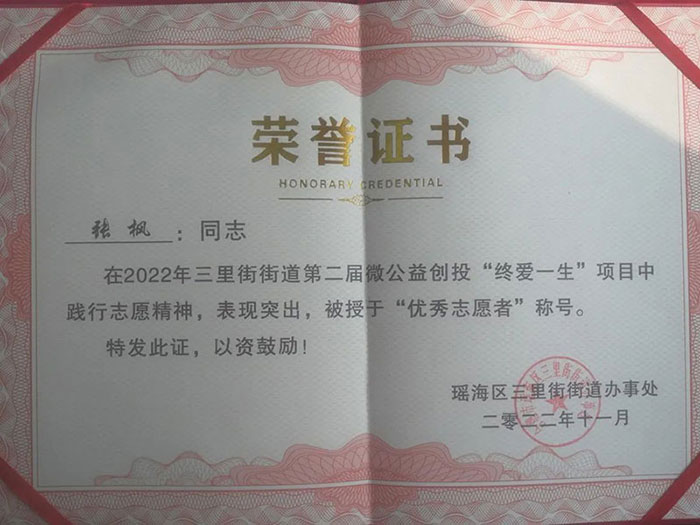 荣誉证书
HONORARY CREDENTIAL
张枫：同志
在2022年三里街街道第二届微公益创投“终爱一生”项目中
践行志愿精神，表现突出，被授于“优秀志愿者”称号。
特发此证，以资鼓励！
瑶海区三里街街道办事处
二零二二年十一月